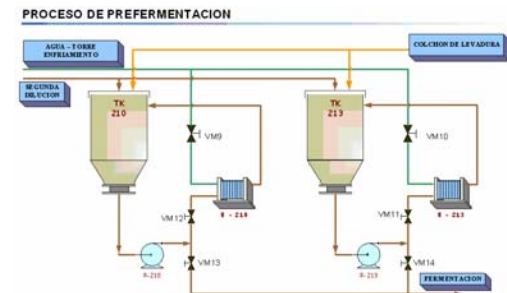 PROCESO DE PREFERMENTACION
AGUA - TORRE
ENFRIAMIENTO
COLCHON DE LEVADURA
SEGUNDA
DILUCION
TK
210
TK
213
VM9
VM10
E - 210
E - 213
VM12
VM11
VM13
VM14
P-210
P-213
FERMENTACION